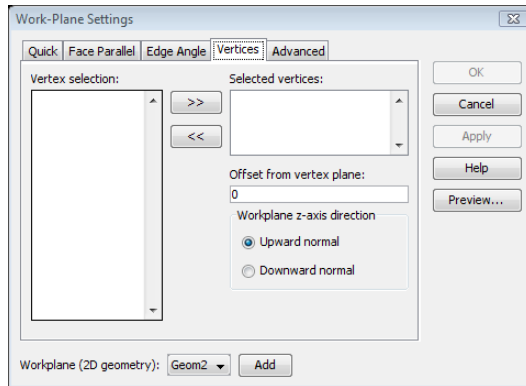 Work-Plane Settings
Quick Face Parallel Edge Angle Vertices Advanced
Vertex selection:
>>
<<
Selected vertices:
Offset from vertex plane:
0
Workplane z-axis direction
Upward normal
Downward normal
OK
Cancel
Apply
Help
Preview...
Workplane (2D geometry): Geom2 Add